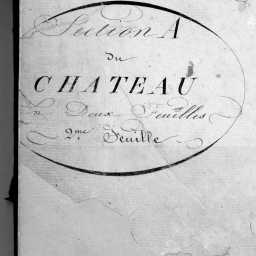 Section A
du
CHATEAU
En Deux Feuilles
2me Feuille